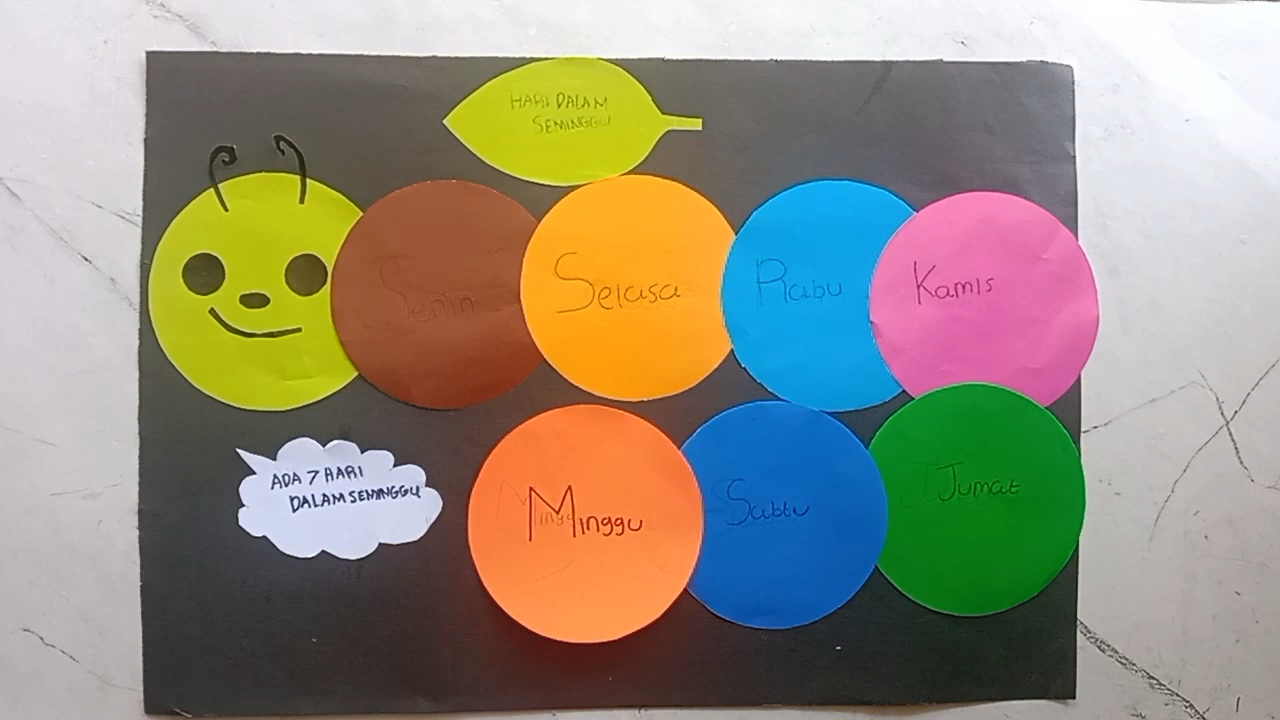 HARI DALAM
SEMINGGU
Senin
Selasa
Rabu
Kamis
Jumat
Sabtu
Minggu
ADA 7 HARI
DALAM SEMINGGU